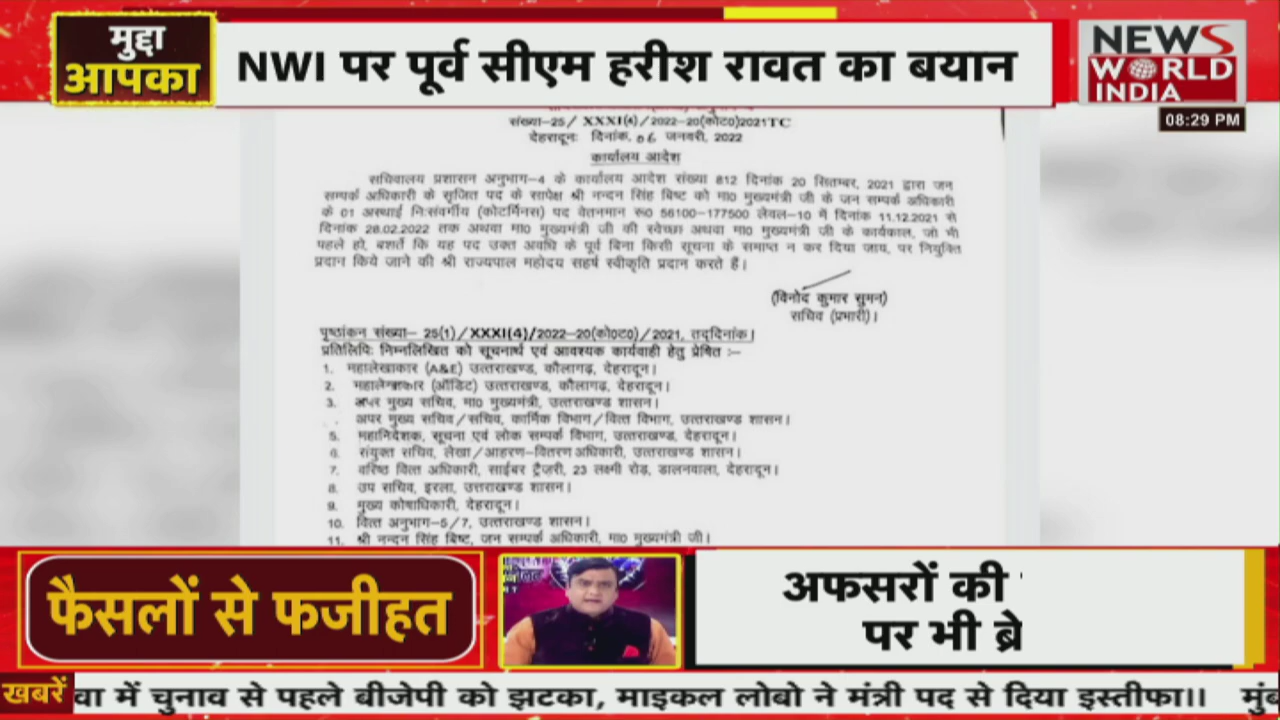 मुद्दा
आपका
NWI पर पूर्व सीएम हरीश रावत का बयान
NEWS
WORLD
INDIA
08:29 PM
संख्या-25/ XXXI(4)/2022-20(को0ट0)2021TC
देहरादूनः दिनांक, 06 जनवरी, 2022
कार्यालय आदेश
सचिवालय प्रशासन अनुभाग-4 के कार्यालय आदेश संख्या 812 दिनांक 20 सितम्बर, 2021 द्वारा जन
सम्पर्क अधिकारी के सृजित पद के सापेक्ष श्री नन्दन सिंह बिष्ट को मा0 मुख्यमंत्री जी के जन सम्पर्क अधिकारी
के 01 अस्थाई निःसंवर्गीय (कोटर्मिनस) पद वेतनमान रू0 56100-177500 लेवल-10 में दिनांक 11.12.2021 से
दिनांक 28.02.2022 तक अथवा मा0 मुख्यमंत्री जी की स्वेच्छा अथवा मा0 मुख्यमंत्री जी के कार्यकाल, जो भी
पहले हो, बशर्ते कि यह पद उक्त अवधि के पूर्व बिना किसी सूचना के समाप्त न कर दिया जाय, पर नियुक्ति
प्रदान किये जाने की श्री राज्यपाल महोदय सहर्ष स्वीकृति प्रदान करते हैं।
(विनोद कुमार सुमन)
सचिव (प्रभारी)।
पृष्ठांकन संख्या- 25(1)/XXXI(4)/2022-20(को0ट0)/2021, तद्दिनांक।
प्रतिलिपिः निम्नलिखित को सूचनार्थ एवं आवश्यक कार्यवाही हेतु प्रेषित :-
1. महालेखाकार (A&E) उत्तराखण्ड, कौलागढ़, देहरादून।
2. महालेखाकार (ऑडिट) उत्तराखण्ड, कौलागढ़, देहरादून।
3. अपर मुख्य सचिव, मा0 मुख्यमंत्री, उत्तराखण्ड शासन।
अपर मुख्य सचिव/सचिव, कार्मिक विभाग/वित्त विभाग, उत्तराखण्ड शासन।
5. महानिदेशक, सूचना एवं लोक सम्पर्क विभाग, उत्तराखण्ड, देहरादून।
6. संयुक्त सचिव, लेखा/आहरण-वितरण अधिकारी, उत्तराखण्ड शासन।
7. वरिष्ठ वित्त अधिकारी, साईबर ट्रैज़री, 23 लक्ष्मी रोड़, डालनवाला, देहरादून।
8. उप सचिव, इरला, उत्तराखण्ड शासन।
9. मुख्य कोषाधिकारी, देहरादून।
10. वित्त अनुभाग-5/7, उत्तराखण्ड शासन।
11. श्री नन्दन सिंह बिष्ट, जन सम्पर्क अधिकारी, मा0 मुख्यमंत्री जी।
फैसलों से फजीहत
अफसरों की
पर भी ब्रे
खबरें
वा में चुनाव से पहले बीजेपी को झटका, माइकल लोबो ने मंत्री पद से दिया इस्तीफा।। मुंब